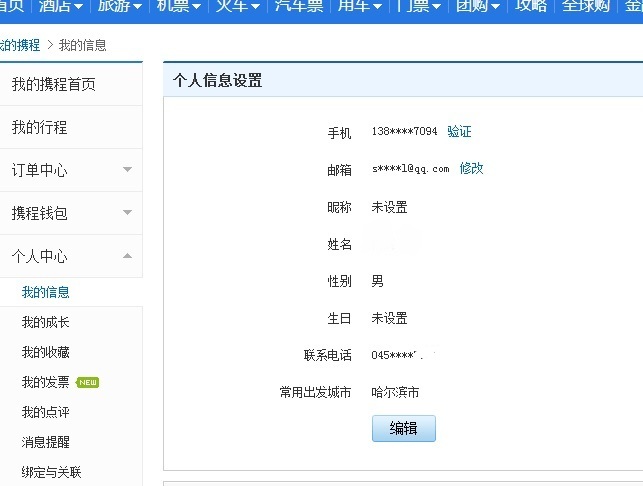 首页 酒店 旅游 机票 火车 汽车票 用车 门票 团购 攻略 全球购
的携程 > 我的信息
我的携程首页
我的行程
订单中心
携程钱包
个人中心
我的信息
我的成长
我的收藏
我的发票 NEW
我的点评
消息提醒
绑定与关联
个人信息设置
手机 138****7094 验证
邮箱 s****l@qq.com 修改
昵称 未设置
姓名
性别 男
生日 未设置
联系电话 045****
常用出发城市 哈尔滨市
编辑